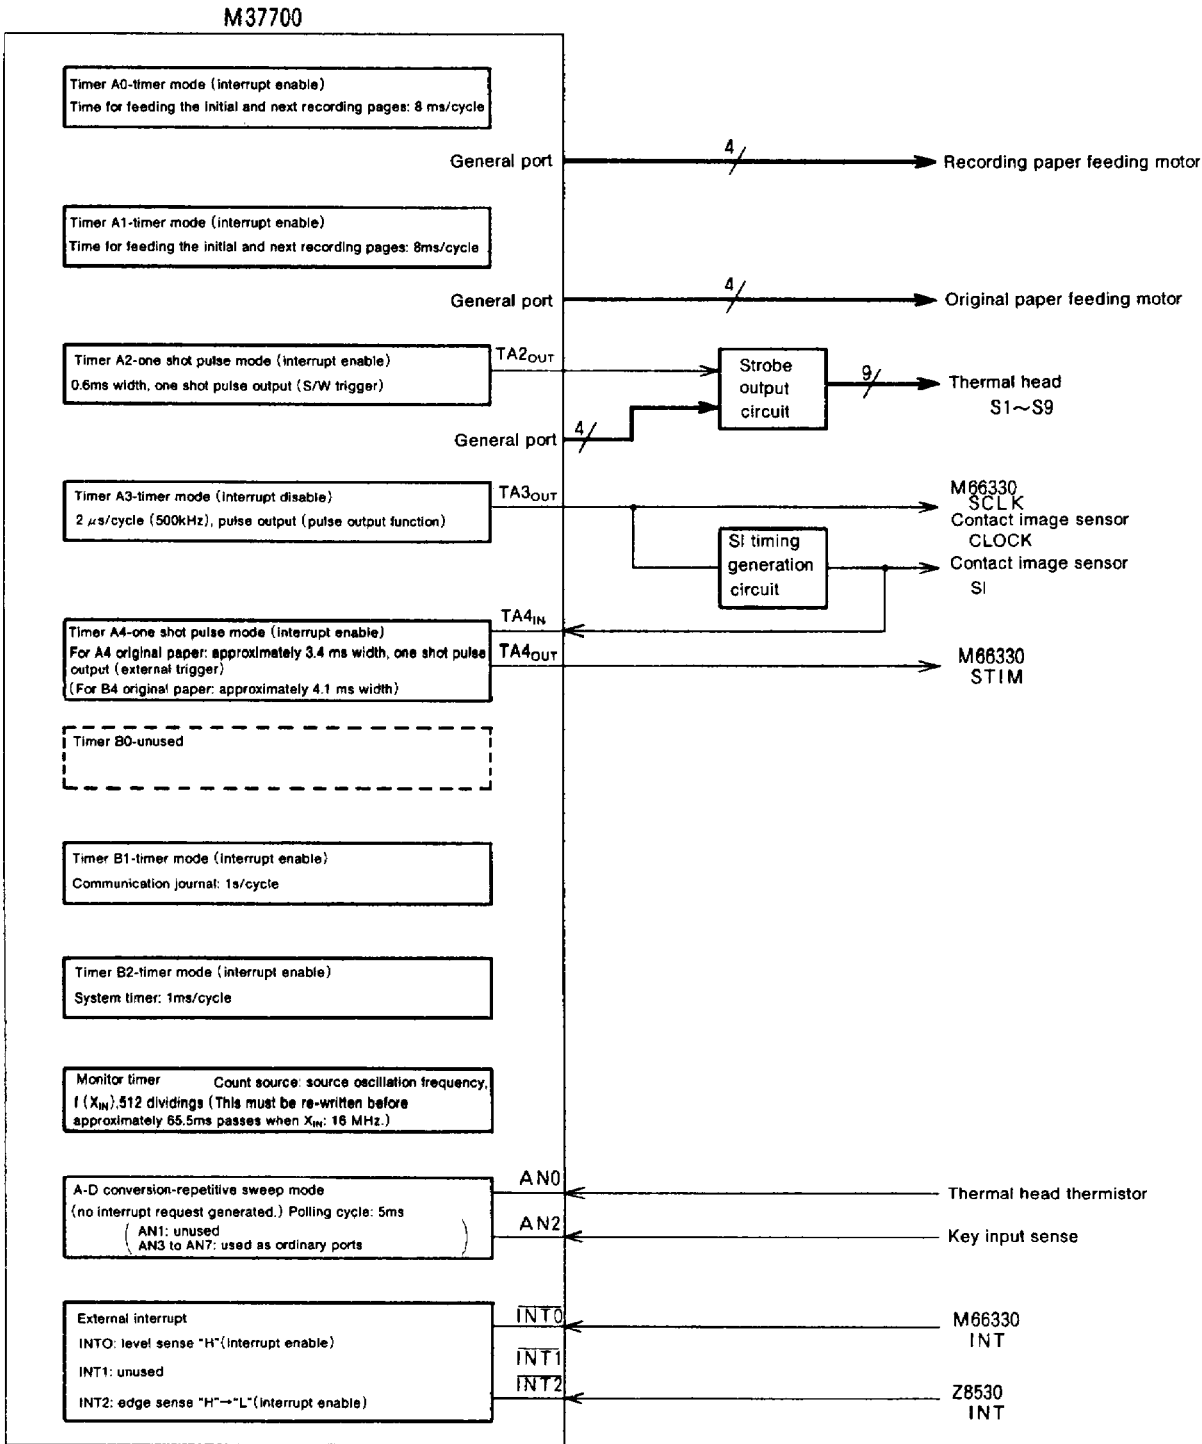 M37700
Timer A0-timer mode (interrupt enable)
Time for feeding the initial and next recording pages: 8 ms/cycle
General port
4
Recording paper feeding motor
Timer A1-timer mode (interrupt enable)
Time for feeding the initial and next recording pages: 8ms/cycle
General port
4
Original paper feeding motor
Timer A2-one shot pulse mode (interrupt enable)
0.6ms width, one shot pulse output (S/W trigger)
TA2OUT
Strobe
output
circuit
9
Thermal head
S1~S9
General port
4
Timer A3-timer mode (interrupt disable)
2 μs/cycle (500kHz), pulse output (pulse output function)
TA3OUT
M66330
SCLK
Contact image sensor
CLOCK
SI timing
generation
circuit
Contact image sensor
SI
Timer A4-one shot pulse mode (interrupt enable)
For A4 original paper: approximately 3.4 ms width, one shot pulse
output (external trigger)
(For B4 original paper: approximately 4.1 ms width)
TA4IN
TA4OUT
M66330
STIM
Timer B0-unused
Timer B1-timer mode (interrupt enable)
Communication journal: 1s/cycle
Timer B2-timer mode (interrupt enable)
System timer: 1ms/cycle
Monitor timer Count source: source oscillation frequency,
f (XIN),512 dividings (This must be re-written before
approximately 65.5ms passes when XIN: 16 MHz.)
A-D conversion-repetitive sweep mode
(no interrupt request generated.) Polling cycle: 5ms
(AN1: unused
AN3 to AN7: used as ordinary ports)
AN0
Thermal head thermistor
AN2
Key input sense
External interrupt
INT0: level sense "H" (interrupt enable)
INT1: unused
INT2: edge sense "H"→"L" (interrupt enable)
INT0
M66330
INT
INT1
INT2
Z8530
INT